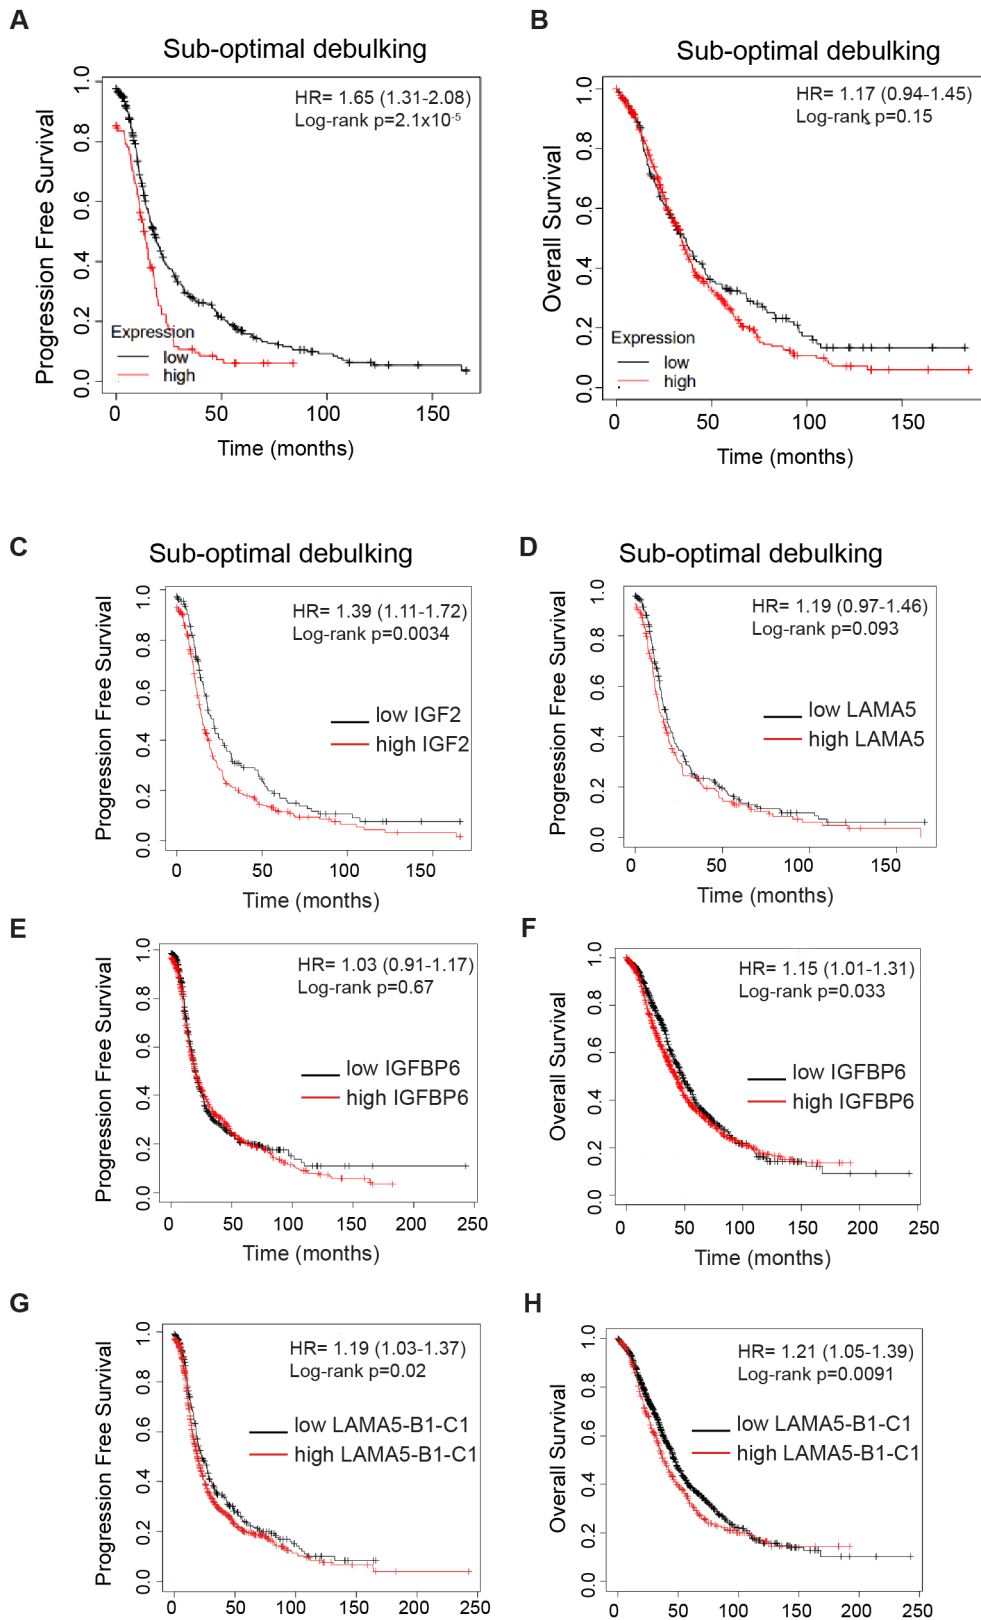 A
Sub-optimal debulking
HR= 1.65 (1.31-2.08)
Log-rank p=2.1x10⁻⁵
Progression Free Survival
1.0
0.8
0.6
0.4
0.2
0.0
Expression
low
high
0 50 100 150
Time (months)
B
Sub-optimal debulking
HR= 1.17 (0.94-1.45)
Log-rank p=0.15
Overall Survival
1.0
0.8
0.6
0.4
0.2
0.0
Expression
low
high
0 50 100 150
Time (months)
C
Sub-optimal debulking
HR= 1.39 (1.11-1.72)
Log-rank p=0.0034
Progression Free Survival
1.0
0.8
0.6
0.4
0.2
0.0
low IGF2
high IGF2
0 50 100 150
Time (months)
D
Sub-optimal debulking
HR= 1.19 (0.97-1.46)
Log-rank p=0.093
Progression Free Survival
1.0
0.8
0.6
0.4
0.2
0.0
low LAMA5
high LAMA5
0 50 100 150
Time (months)
E
HR= 1.03 (0.91-1.17)
Log-rank p=0.67
Progression Free Survival
1.0
0.8
0.6
0.4
0.2
0.0
low IGFBP6
high IGFBP6
0 50 100 150 200 250
Time (months)
F
HR= 1.15 (1.01-1.31)
Log-rank p=0.033
Overall Survival
1.0
0.8
0.6
0.4
0.2
0.0
low IGFBP6
high IGFBP6
0 50 100 150 200 250
Time (months)
G
HR= 1.19 (1.03-1.37)
Log-rank p=0.02
Progression Free Survival
1.0
0.8
0.6
0.4
0.2
0.0
low LAMA5-B1-C1
high LAMA5-B1-C1
0 50 100 150 200 250
H
HR= 1.21 (1.05-1.39)
Log-rank p=0.0091
Overall Survival
1.0
0.8
0.6
0.4
0.2
0.0
low LAMA5-B1-C1
high LAMA5-B1-C1
0 50 100 150 200 250